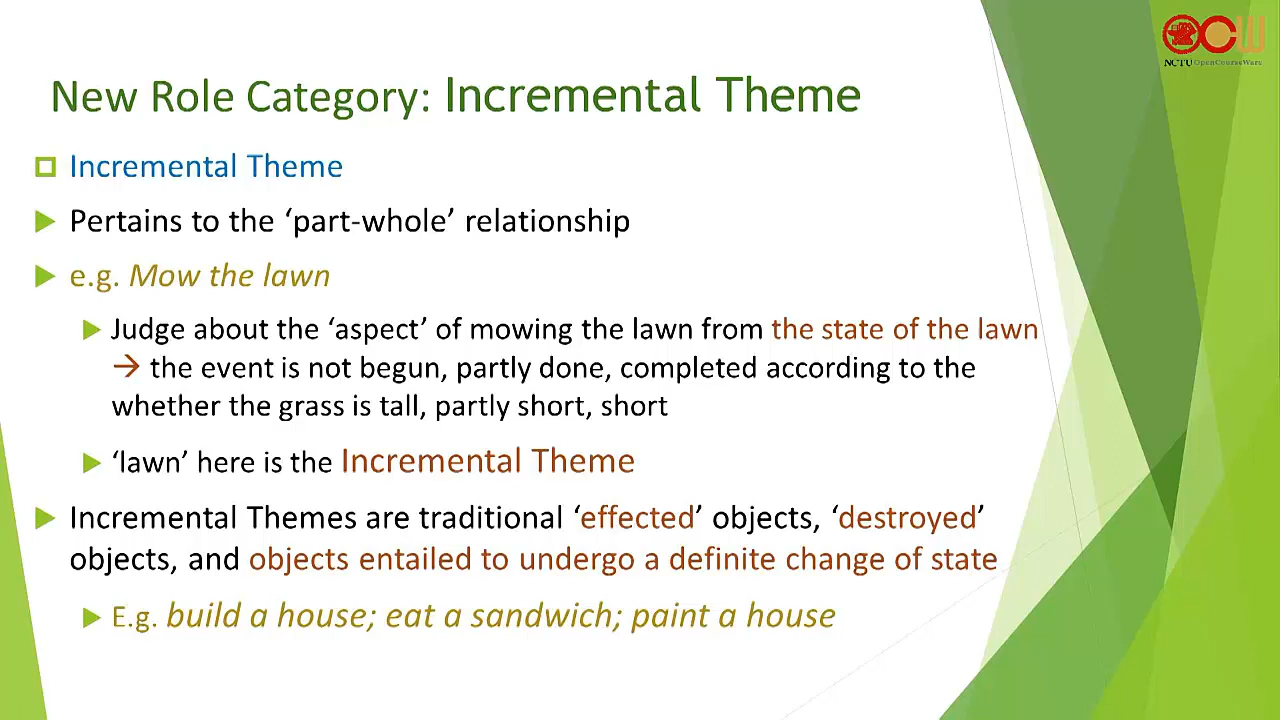 OCW
NCTU OpenCourseWare
New Role Category: Incremental Theme
Incremental Theme
Pertains to the ‘part-whole’ relationship
e.g. Mow the lawn
Judge about the ‘aspect’ of mowing the lawn from the state of the lawn
→ the event is not begun, partly done, completed according to the
whether the grass is tall, partly short, short
‘lawn’ here is the Incremental Theme
Incremental Themes are traditional ‘effected’ objects, ‘destroyed’
objects, and objects entailed to undergo a definite change of state
E.g. build a house; eat a sandwich; paint a house